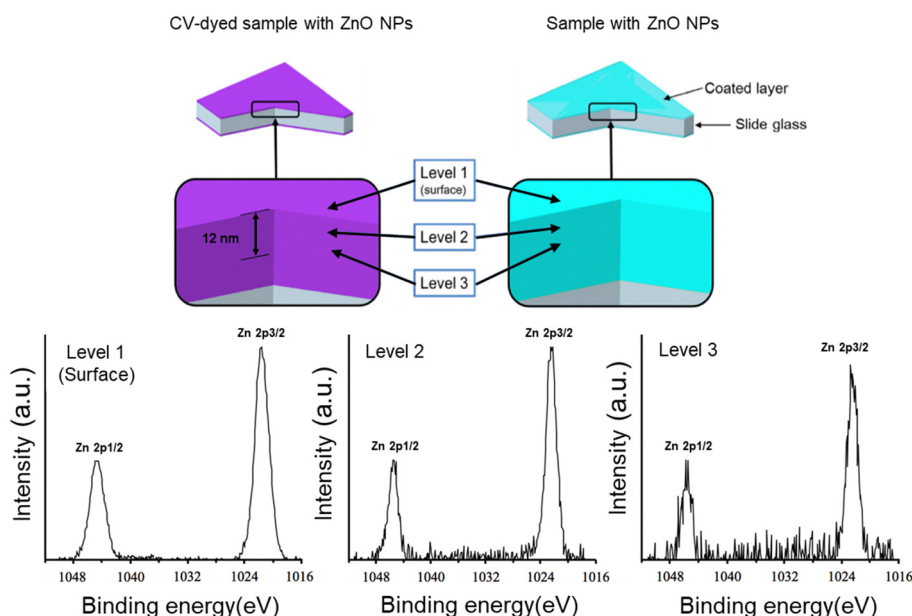 CV-dyed sample with ZnO NPs
Sample with ZnO NPs
Coated layer
Slide glass
Level 1
(surface)
12 nm
Level 2
Level 3
Level 1
(Surface)
Zn 2p3/2
Zn 2p1/2
Intensity (a.u.)
1048 1040 1032 1024 1016
Binding energy(eV)
Level 2
Zn 2p3/2
Zn 2p1/2
Intensity (a.u.)
1048 1040 1032 1024 1016
Binding energy(eV)
Level 3
Zn 2p3/2
Zn 2p1/2
Intensity (a.u.)
1048 1040 1032 1024 1016
Binding energy(eV)